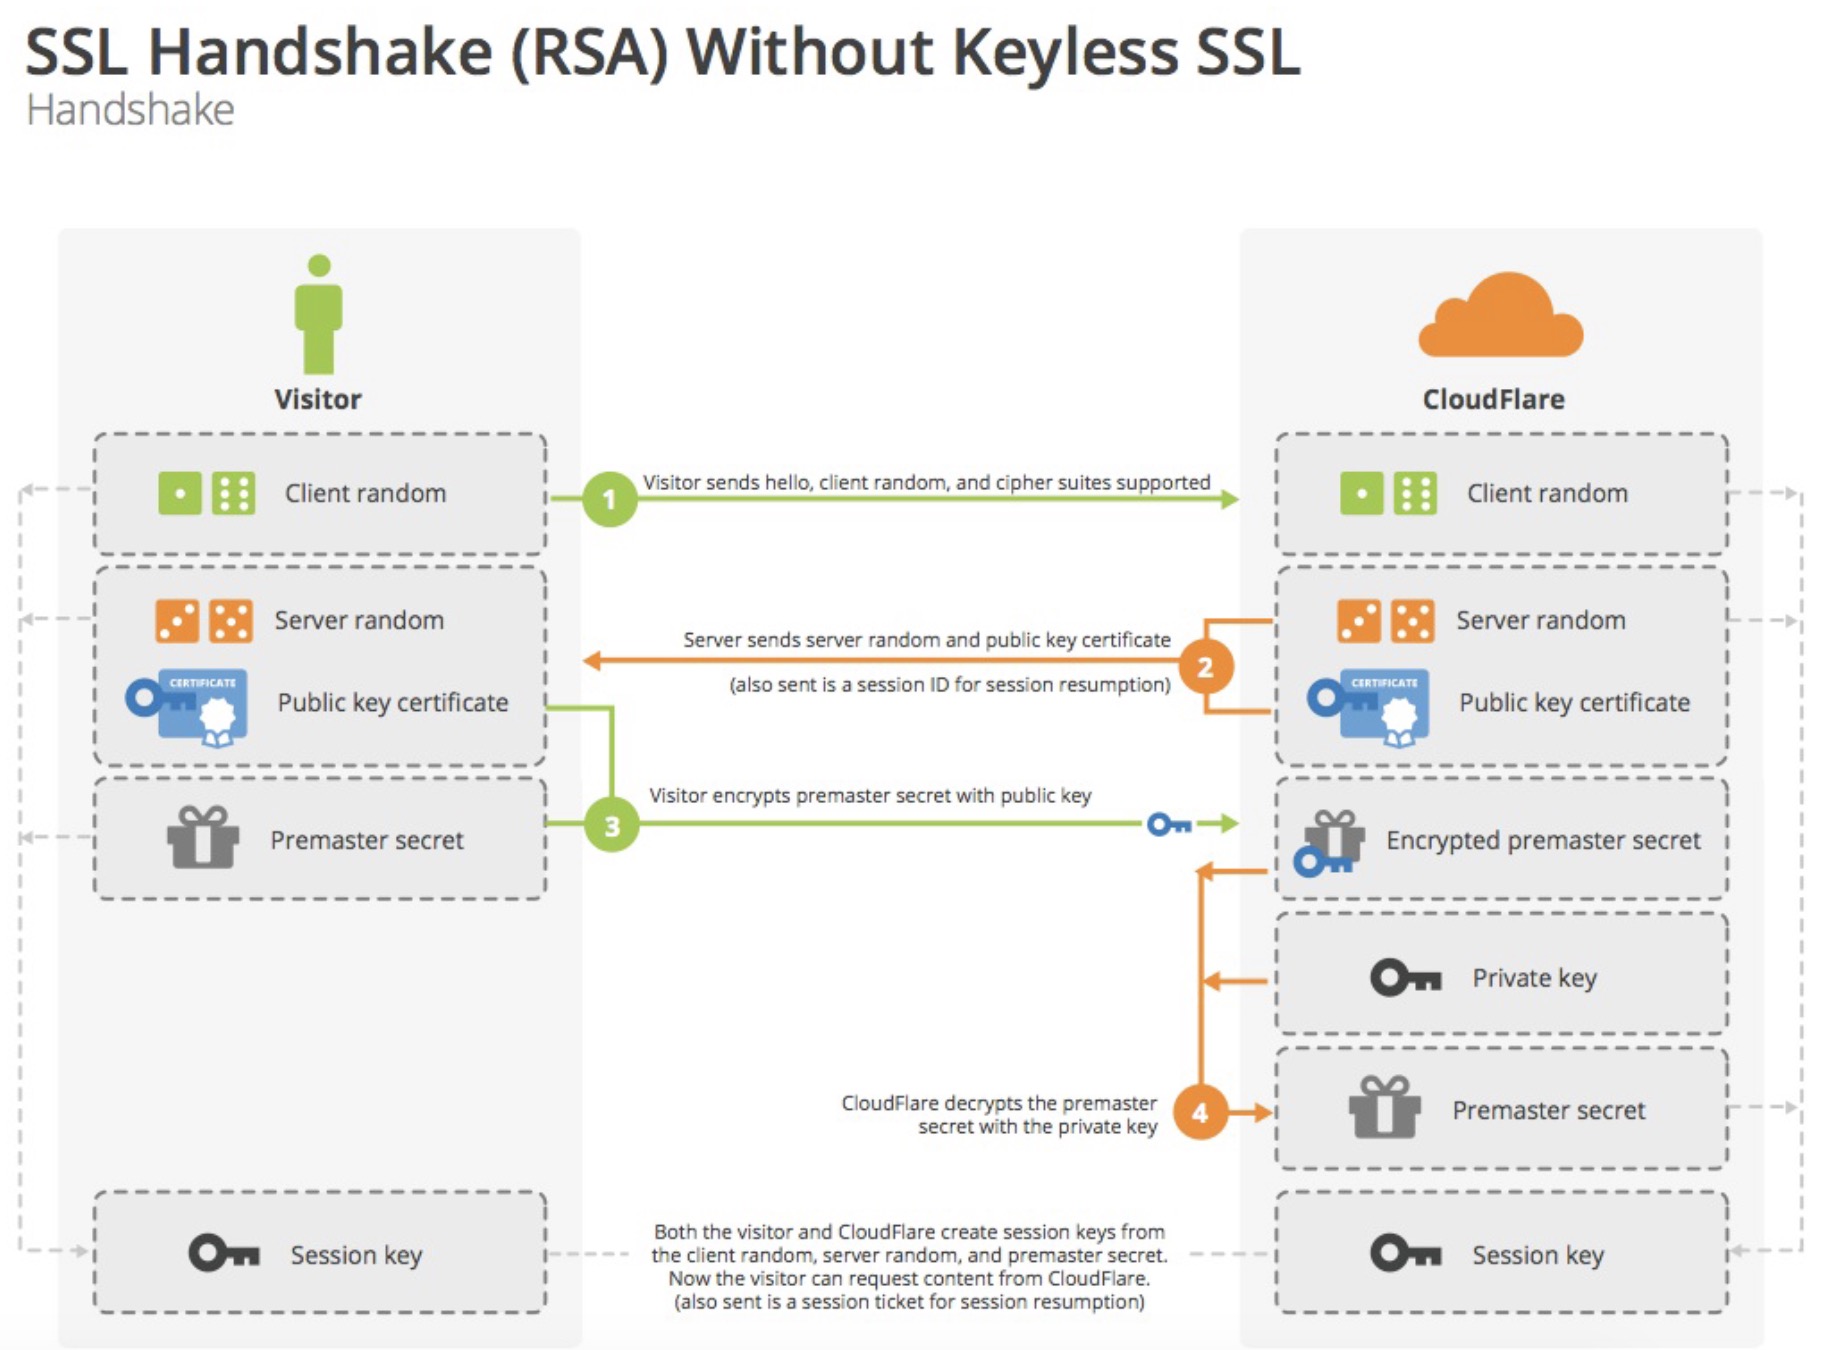 SSL Handshake (RSA) Without Keyless SSL
Handshake
Visitor
CloudFlare
Client random
1
Visitor sends hello, client random, and cipher suites supported
Client random
Server random
CERTIFICATE
Public key certificate
Server sends server random and public key certificate
(also sent is a session ID for session resumption)
2
Server random
CERTIFICATE
Public key certificate
Premaster secret
3
Visitor encrypts premaster secret with public key
Encrypted premaster secret
Private key
CloudFlare decrypts the premaster
secret with the private key
4
Premaster secret
Session key
Both the visitor and CloudFlare create session keys from
the client random, server random, and premaster secret.
Now the visitor can request content from CloudFlare.
(also sent is a session ticket for session resumption)
Session key